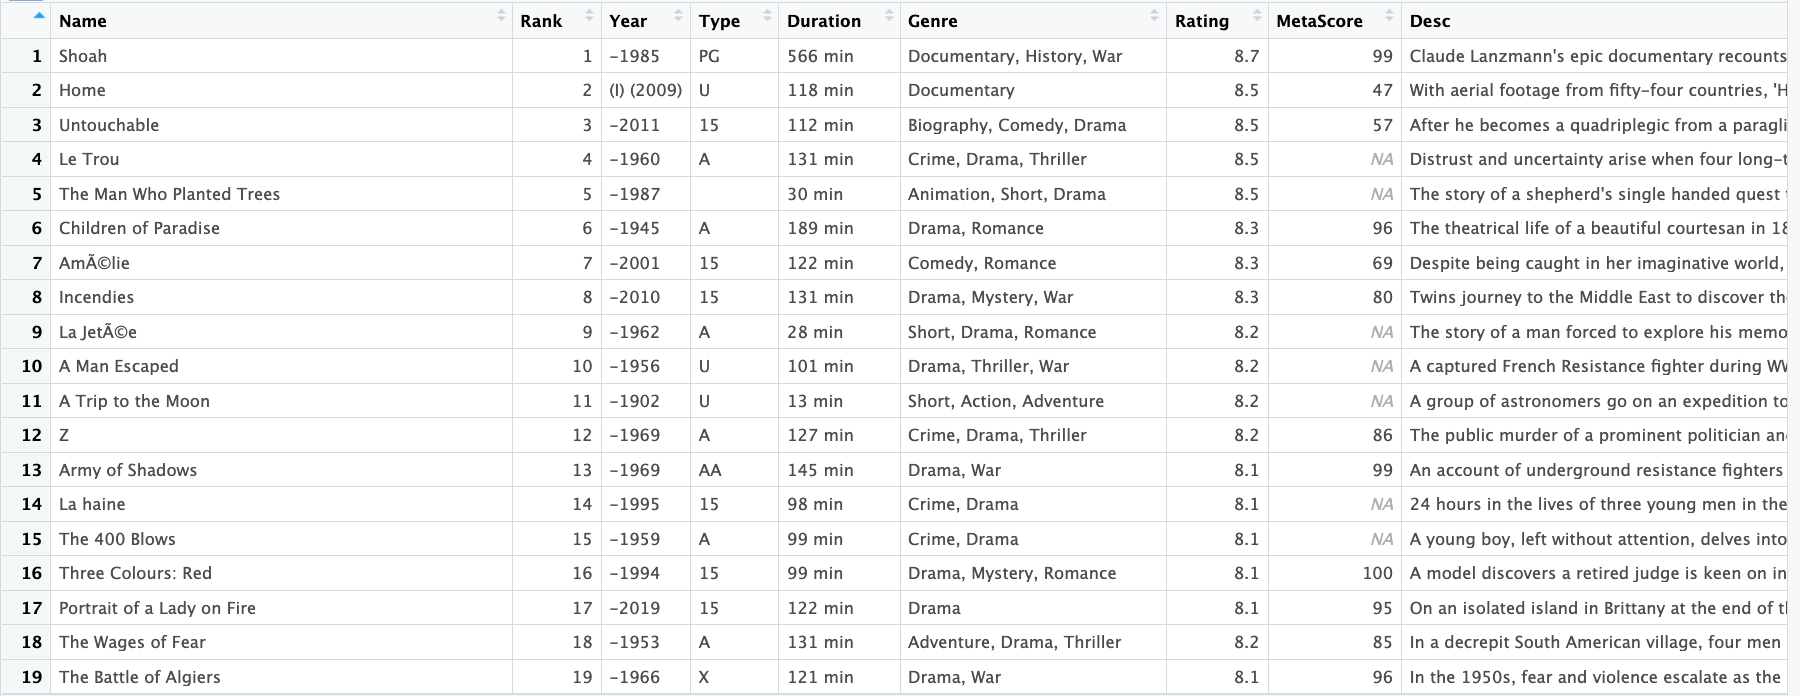 Name Rank Year Type Duration Genre Rating MetaScore Desc
1 Shoah 1 -1985 PG 566 min Documentary, History, War 8.7 99 Claude Lanzmann's epic documentary recounts
2 Home 2 (I) (2009) U 118 min Documentary 8.5 47 With aerial footage from fifty-four countries, 'H
3 Untouchable 3 -2011 15 112 min Biography, Comedy, Drama 8.5 57 After he becomes a quadriplegic from a paragli
4 Le Trou 4 -1960 A 131 min Crime, Drama, Thriller 8.5 NA Distrust and uncertainty arise when four long-t
5 The Man Who Planted Trees 5 -1987 30 min Animation, Short, Drama 8.5 NA The story of a shepherd's single handed quest
6 Children of Paradise 6 -1945 A 189 min Drama, Romance 8.3 96 The theatrical life of a beautiful courtesan in 18
7 AmÃ©lie 7 -2001 15 122 min Comedy, Romance 8.3 69 Despite being caught in her imaginative world,
8 Incendies 8 -2010 15 131 min Drama, Mystery, War 8.3 80 Twins journey to the Middle East to discover th
9 La JetÃ©e 9 -1962 A 28 min Short, Drama, Romance 8.2 NA The story of a man forced to explore his memo
10 A Man Escaped 10 -1956 U 101 min Drama, Thriller, War 8.2 NA A captured French Resistance fighter during WW
11 A Trip to the Moon 11 -1902 U 13 min Short, Action, Adventure 8.2 NA A group of astronomers go on an expedition to
12 Z 12 -1969 A 127 min Crime, Drama, Thriller 8.2 86 The public murder of a prominent politician an
13 Army of Shadows 13 -1969 AA 145 min Drama, War 8.1 99 An account of underground resistance fighters
14 La haine 14 -1995 15 98 min Crime, Drama 8.1 NA 24 hours in the lives of three young men in the
15 The 400 Blows 15 -1959 A 99 min Crime, Drama 8.1 NA A young boy, left without attention, delves into
16 Three Colours: Red 16 -1994 15 99 min Drama, Mystery, Romance 8.1 100 A model discovers a retired judge is keen on in
17 Portrait of a Lady on Fire 17 -2019 15 122 min Drama 8.1 95 On an isolated island in Brittany at the end of t
18 The Wages of Fear 18 -1953 A 131 min Adventure, Drama, Thriller 8.2 85 In a decrepit South American village, four men
19 The Battle of Algiers 19 -1966 X 121 min Drama, War 8.1 96 In the 1950s, fear and violence escalate as the